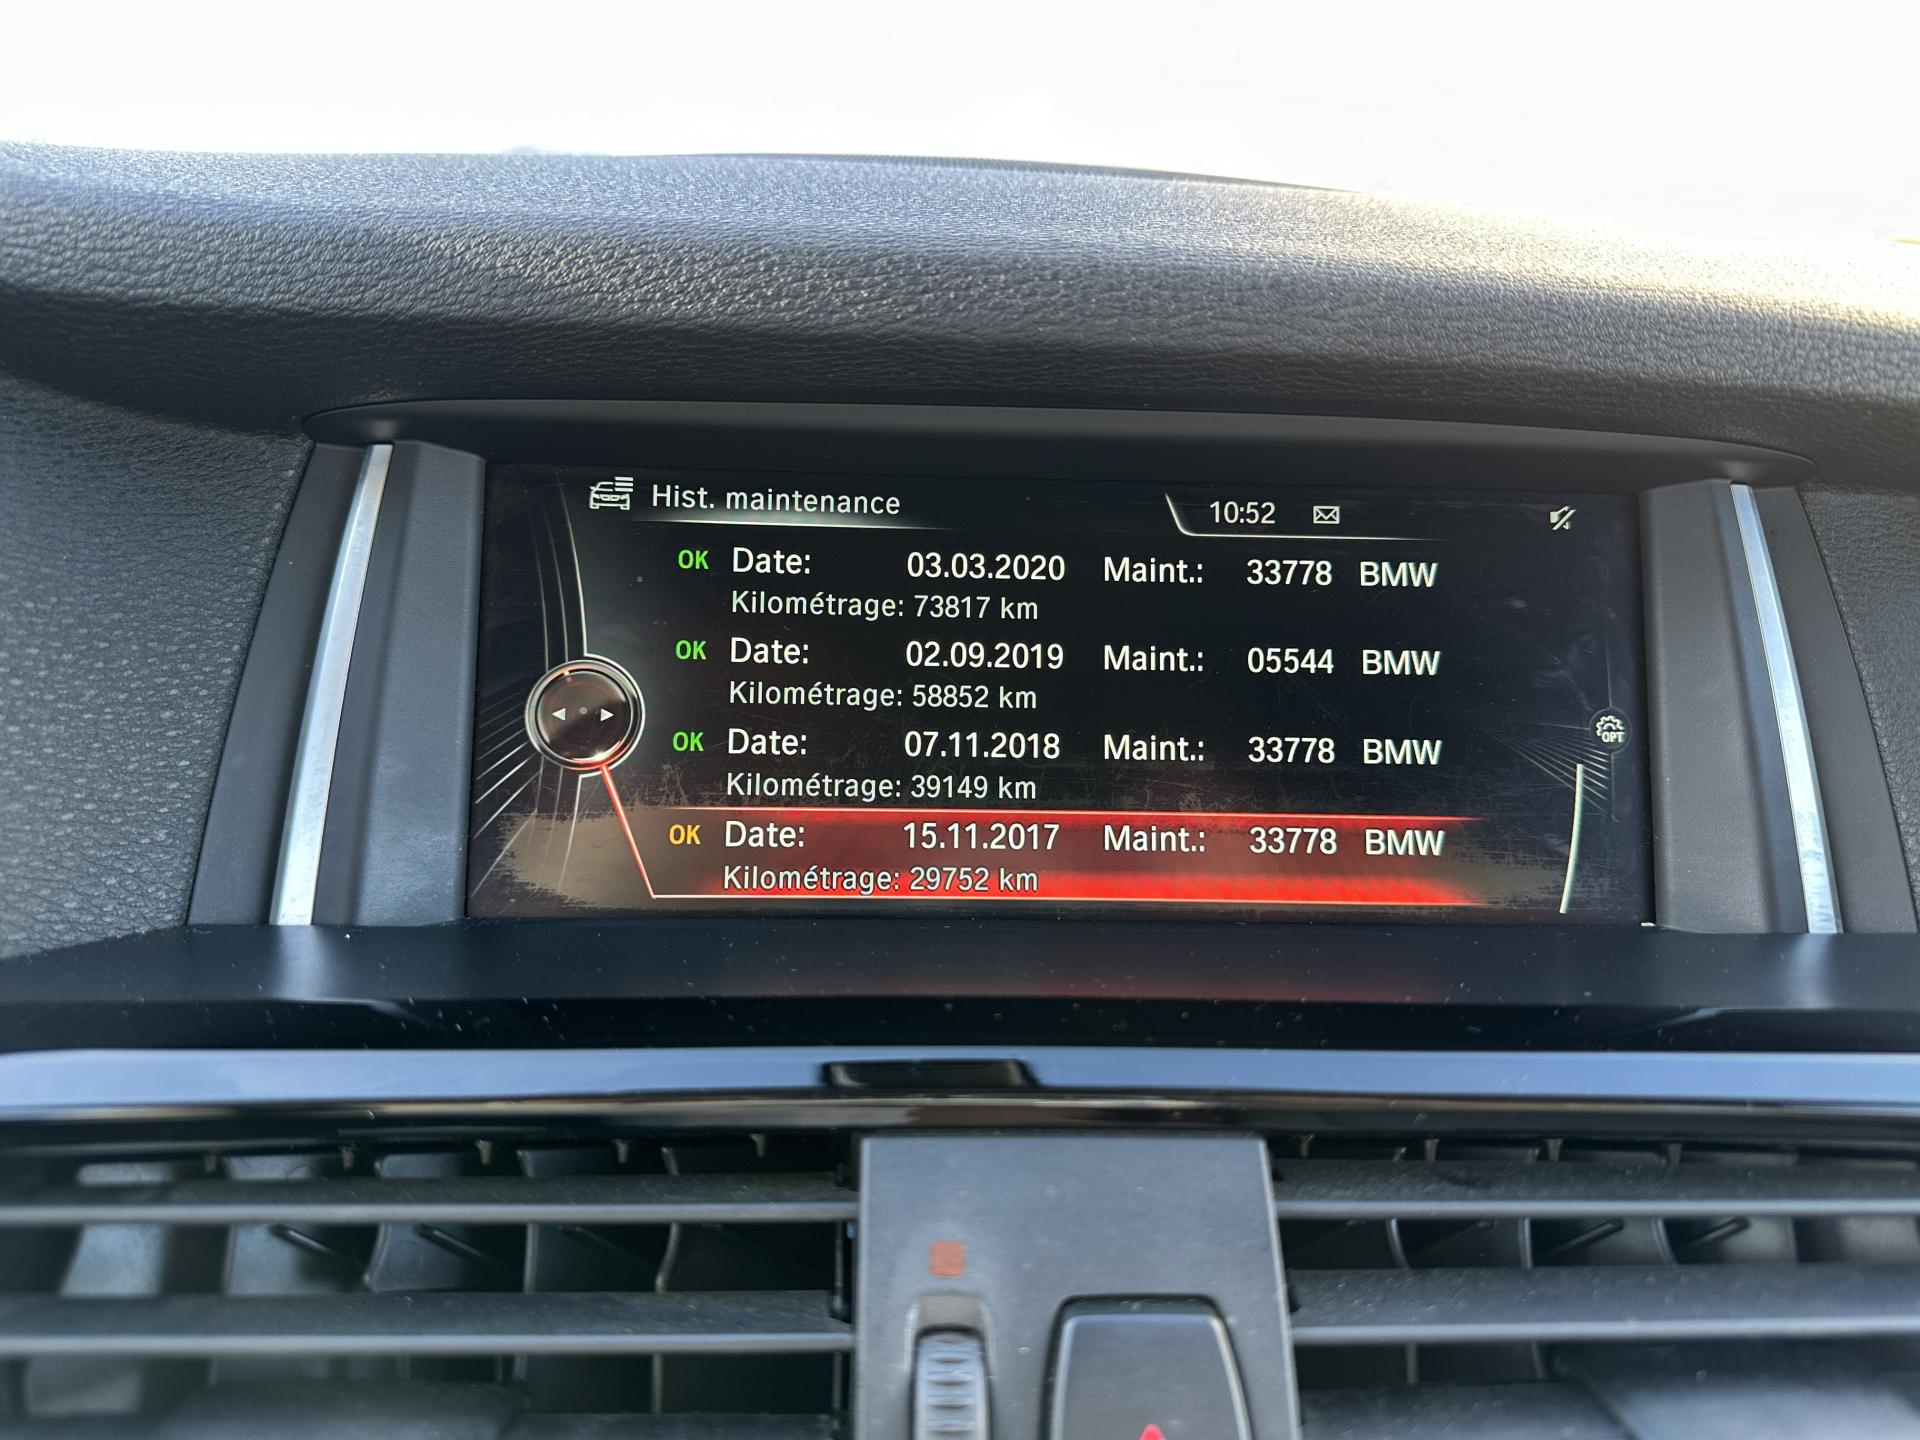 Hist. maintenance 10:52
OK Date: 03.03.2020 Maint.: 33778 BMW
Kilométrage: 73817 km
OK Date: 02.09.2019 Maint.: 05544 BMW
Kilométrage: 58852 km
OK Date: 07.11.2018 Maint.: 33778 BMW
Kilométrage: 39149 km
OPT
OK Date: 15.11.2017 Maint.: 33778 BMW
Kilométrage: 29752 km